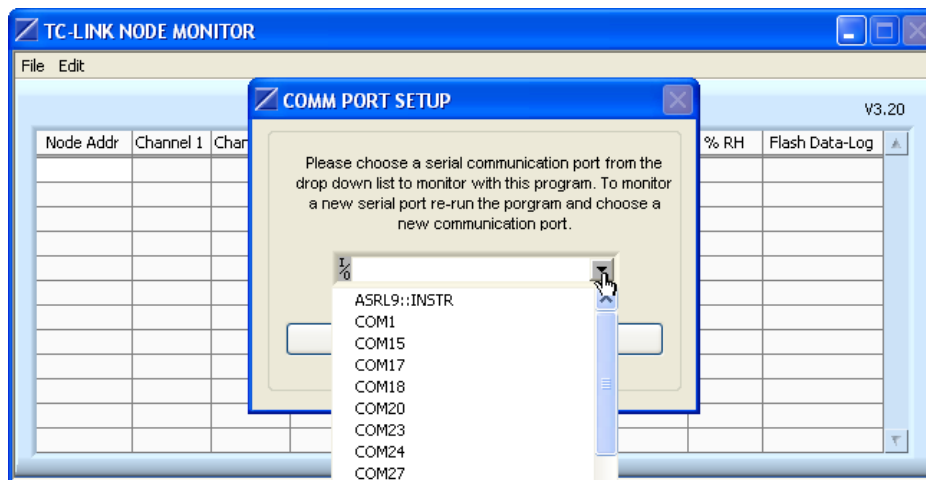 TC-LINK NODE MONITOR
File Edit
COMM PORT SETUP
V3.20
Node Addr Channel 1 % RH Flash Data-Log
Please choose a serial communication port from the
drop down list to monitor with this program. To monitor
a new serial port re-run the porgram and choose a
new communication port.
I/O
ASRL9::INSTR
COM1
COM15
COM17
COM18
COM20
COM23
COM24
COM27